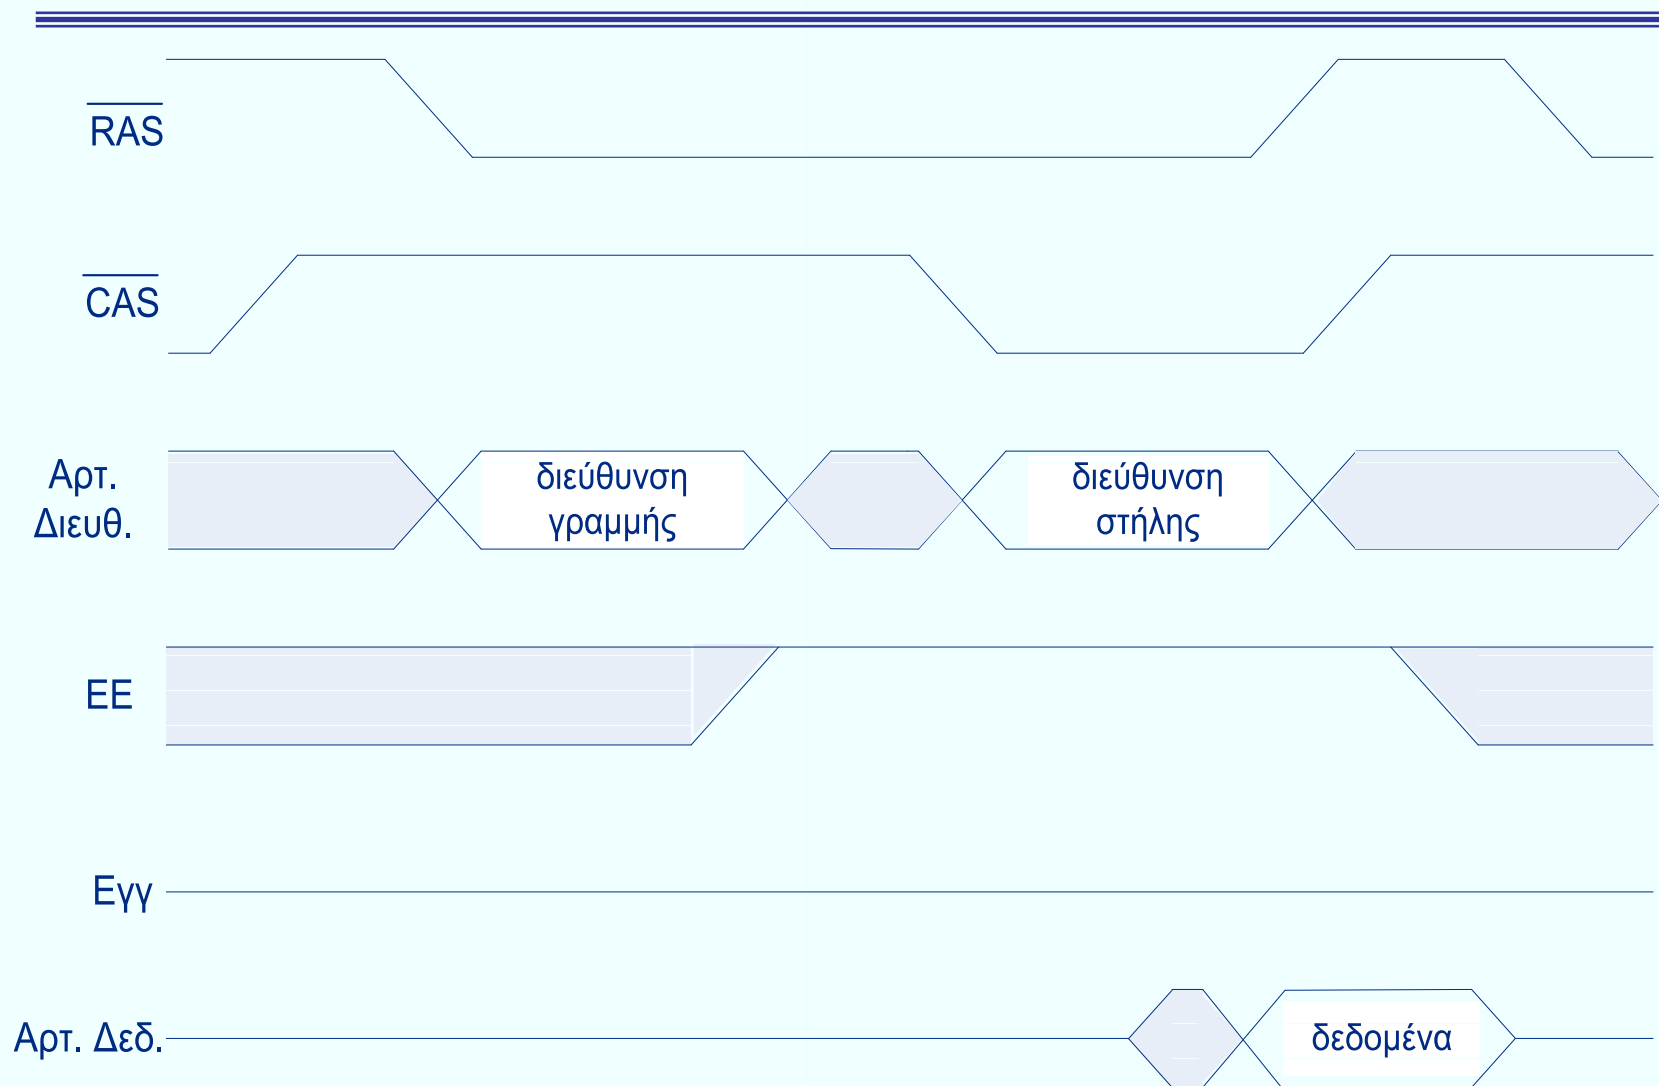 RAS
CAS
Αρτ.
Διευθ.
διεύθυνση
γραμμής
διεύθυνση
στήλης
ΕΕ
Εγγ
Αρτ. Δεδ.
δεδομένα